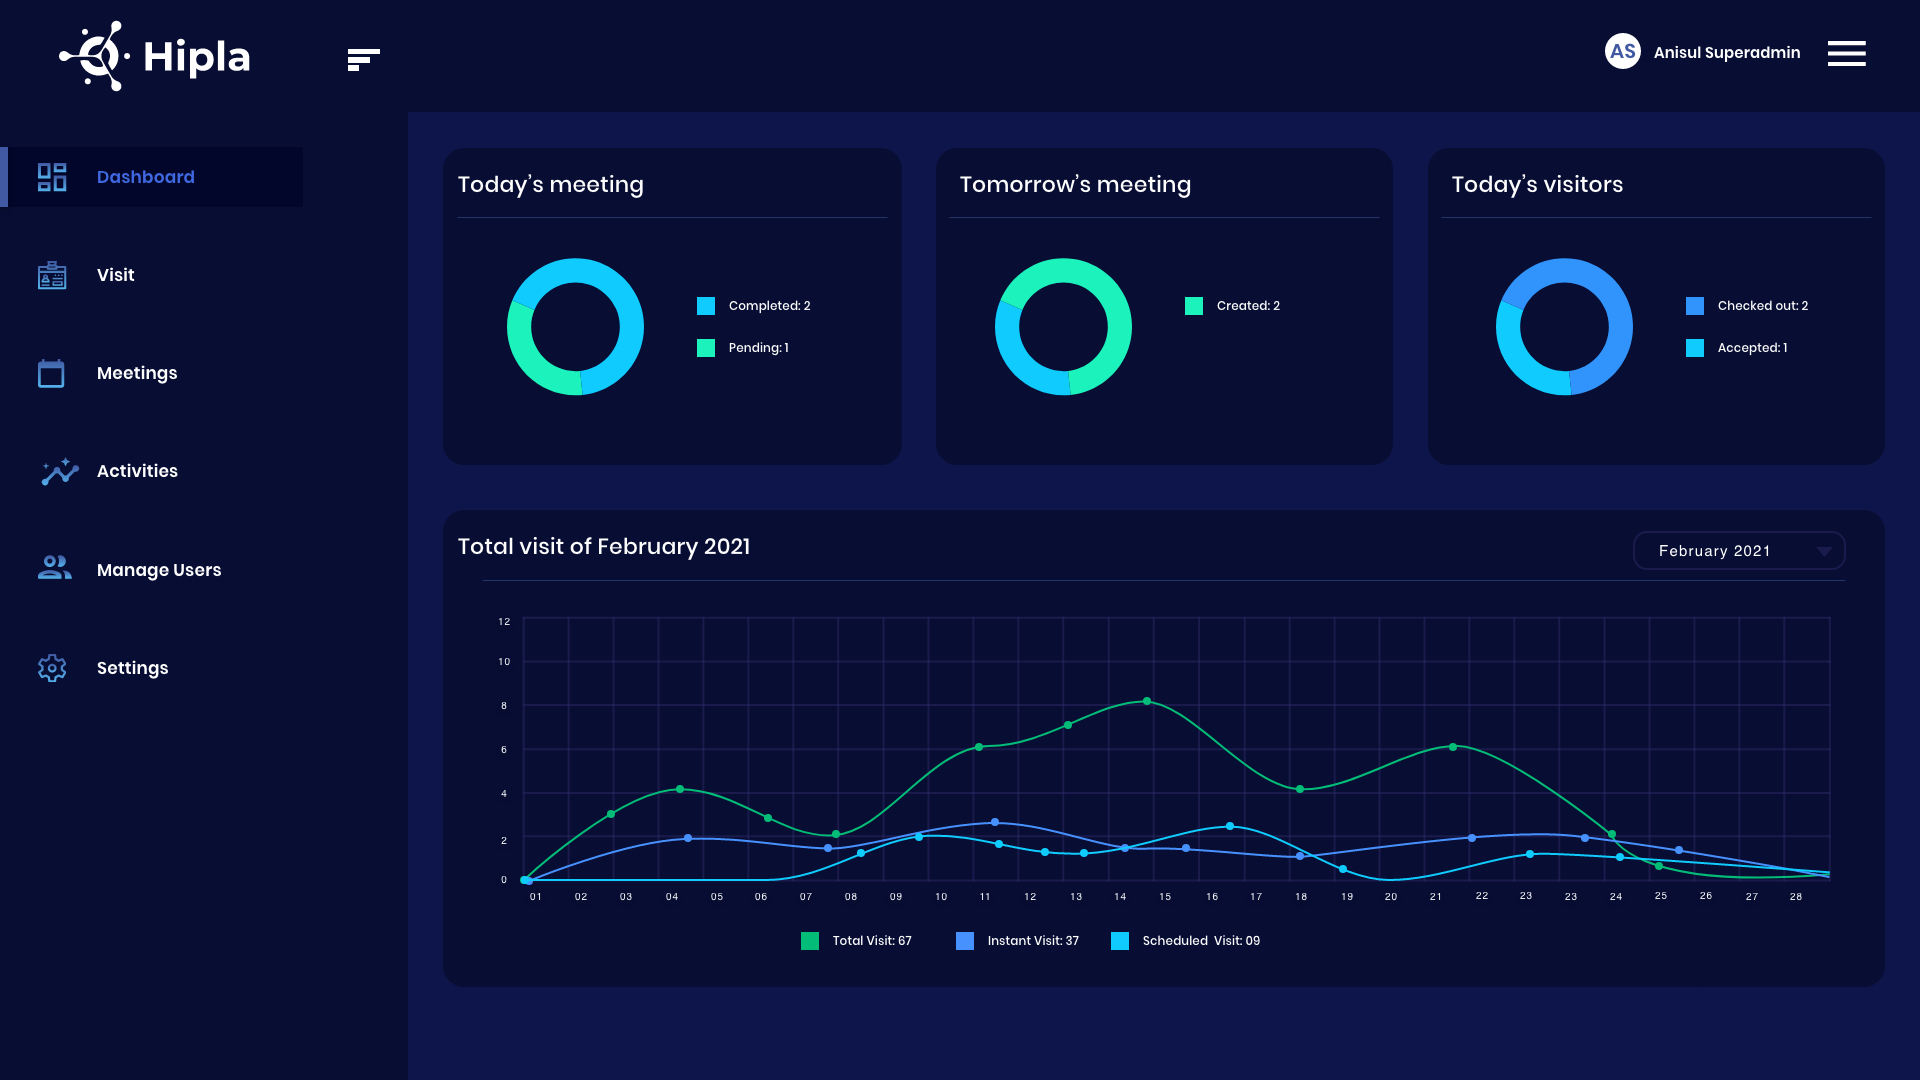 Hipla
AS Anisul Superadmin
Dashboard
Visit
Meetings
Activities
Manage Users
Settings
Today’s meeting
Completed: 2
Pending: 1
Tomorrow’s meeting
Created: 2
Today’s visitors
Checked out: 2
Accepted: 1
Total visit of February 2021
February 2021
12
10
8
6
4
2
0
01 02 03 04 05 06 07 08 09 10 11 12 13 14 15 16 17 18 19 20 21 22 23 23 24 25 26 27 28
Total Visit: 67 Instant Visit: 37 Scheduled Visit: 09